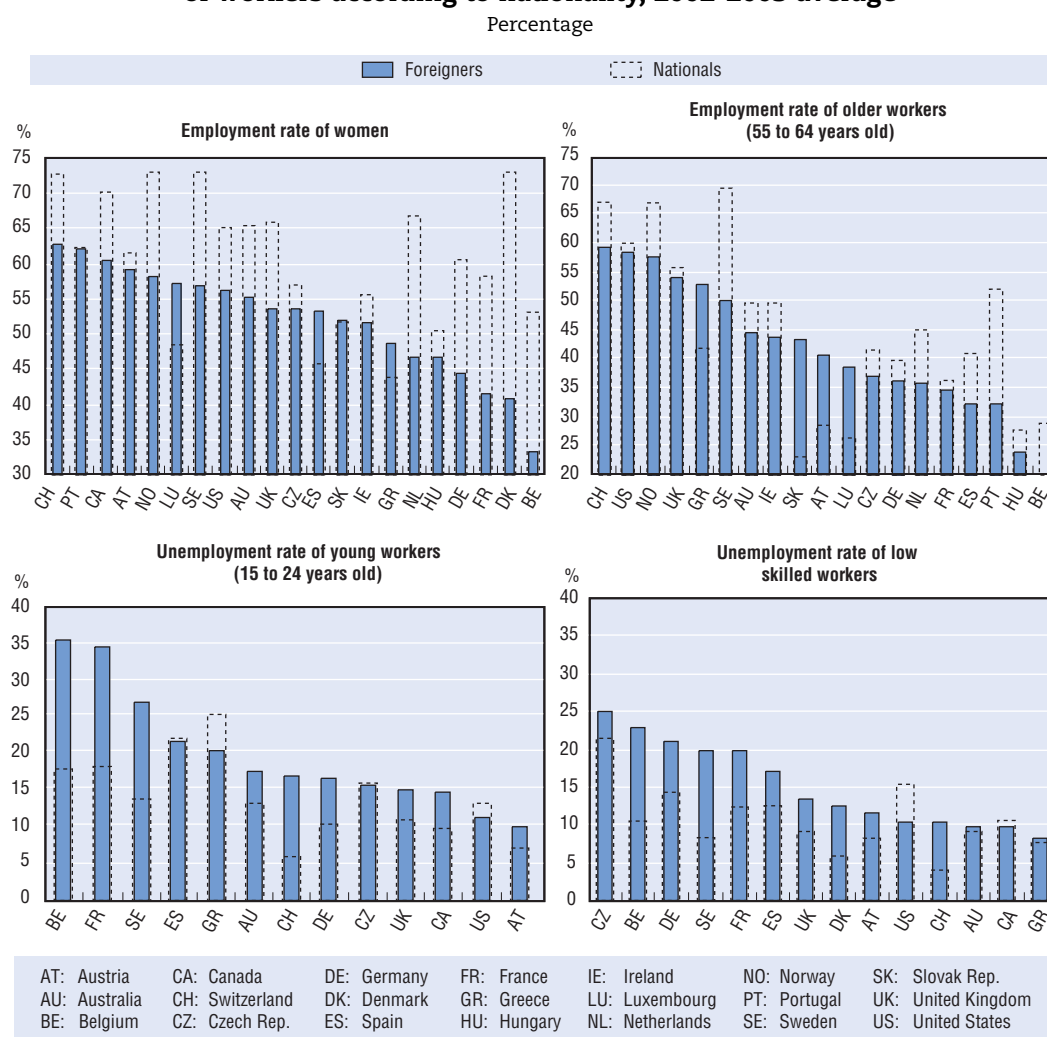 of workers according to nationality, 2002-2003 average
Percentage
Foreigners Nationals
Employment rate of women
%
75
70
65
60
55
50
45
40
35
30
CH PT CA AT NO LU SE US AU UK CZ ES SK IE GR NL HU DE FR DK BE
Employment rate of older workers
(55 to 64 years old)
%
75
70
65
60
55
50
45
40
35
30
25
20
CH US NO UK GR SE AU IE SK AT LU CZ DE NL FR ES PT HU BE
Unemployment rate of young workers
(15 to 24 years old)
%
40
35
30
25
20
15
10
5
0
BE FR SE ES GR AU CH DE CZ UK CA US AT
Unemployment rate of low
skilled workers
%
40
35
30
25
20
15
10
5
0
CZ BE DE SE FR ES UK DK AT US CH AU CA GR
AT: Austria CA: Canada DE: Germany FR: France IE: Ireland NO: Norway SK: Slovak Rep.
AU: Australia CH: Switzerland DK: Denmark GR: Greece LU: Luxembourg PT: Portugal UK: United Kingdom
BE: Belgium CZ: Czech Rep. ES: Spain HU: Hungary NL: Netherlands SE: Sweden US: United States